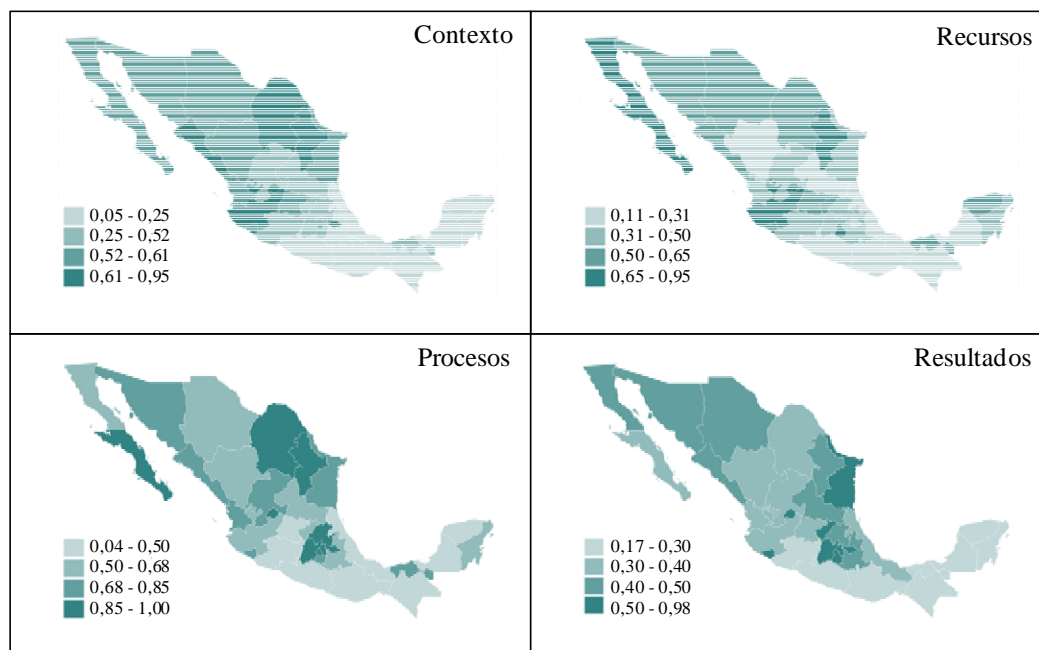 Contexto
0,05 - 0,25
0,25 - 0,52
0,52 - 0,61
0,61 - 0,95
Recursos
0,11 - 0,31
0,31 - 0,50
0,50 - 0,65
0,65 - 0,95
Procesos
0,04 - 0,50
0,50 - 0,68
0,68 - 0,85
0,85 - 1,00
Resultados
0,17 - 0,30
0,30 - 0,40
0,40 - 0,50
0,50 - 0,98